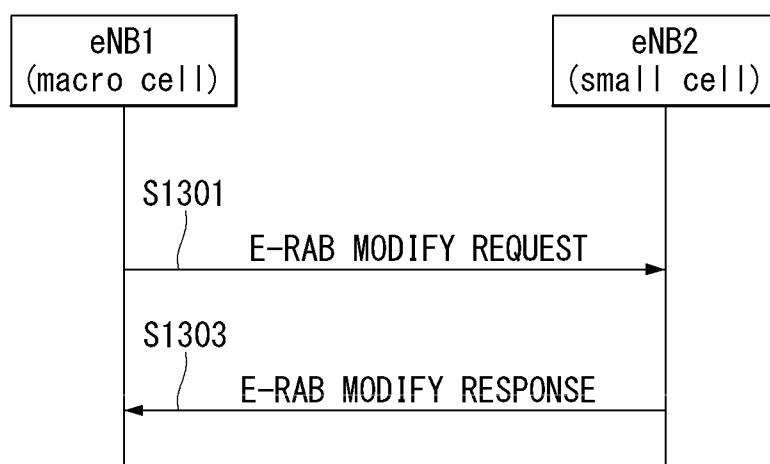 eNB1
(macro cell)
eNB2
(small cell)
S1301
E-RAB MODIFY REQUEST
S1303
E-RAB MODIFY RESPONSE